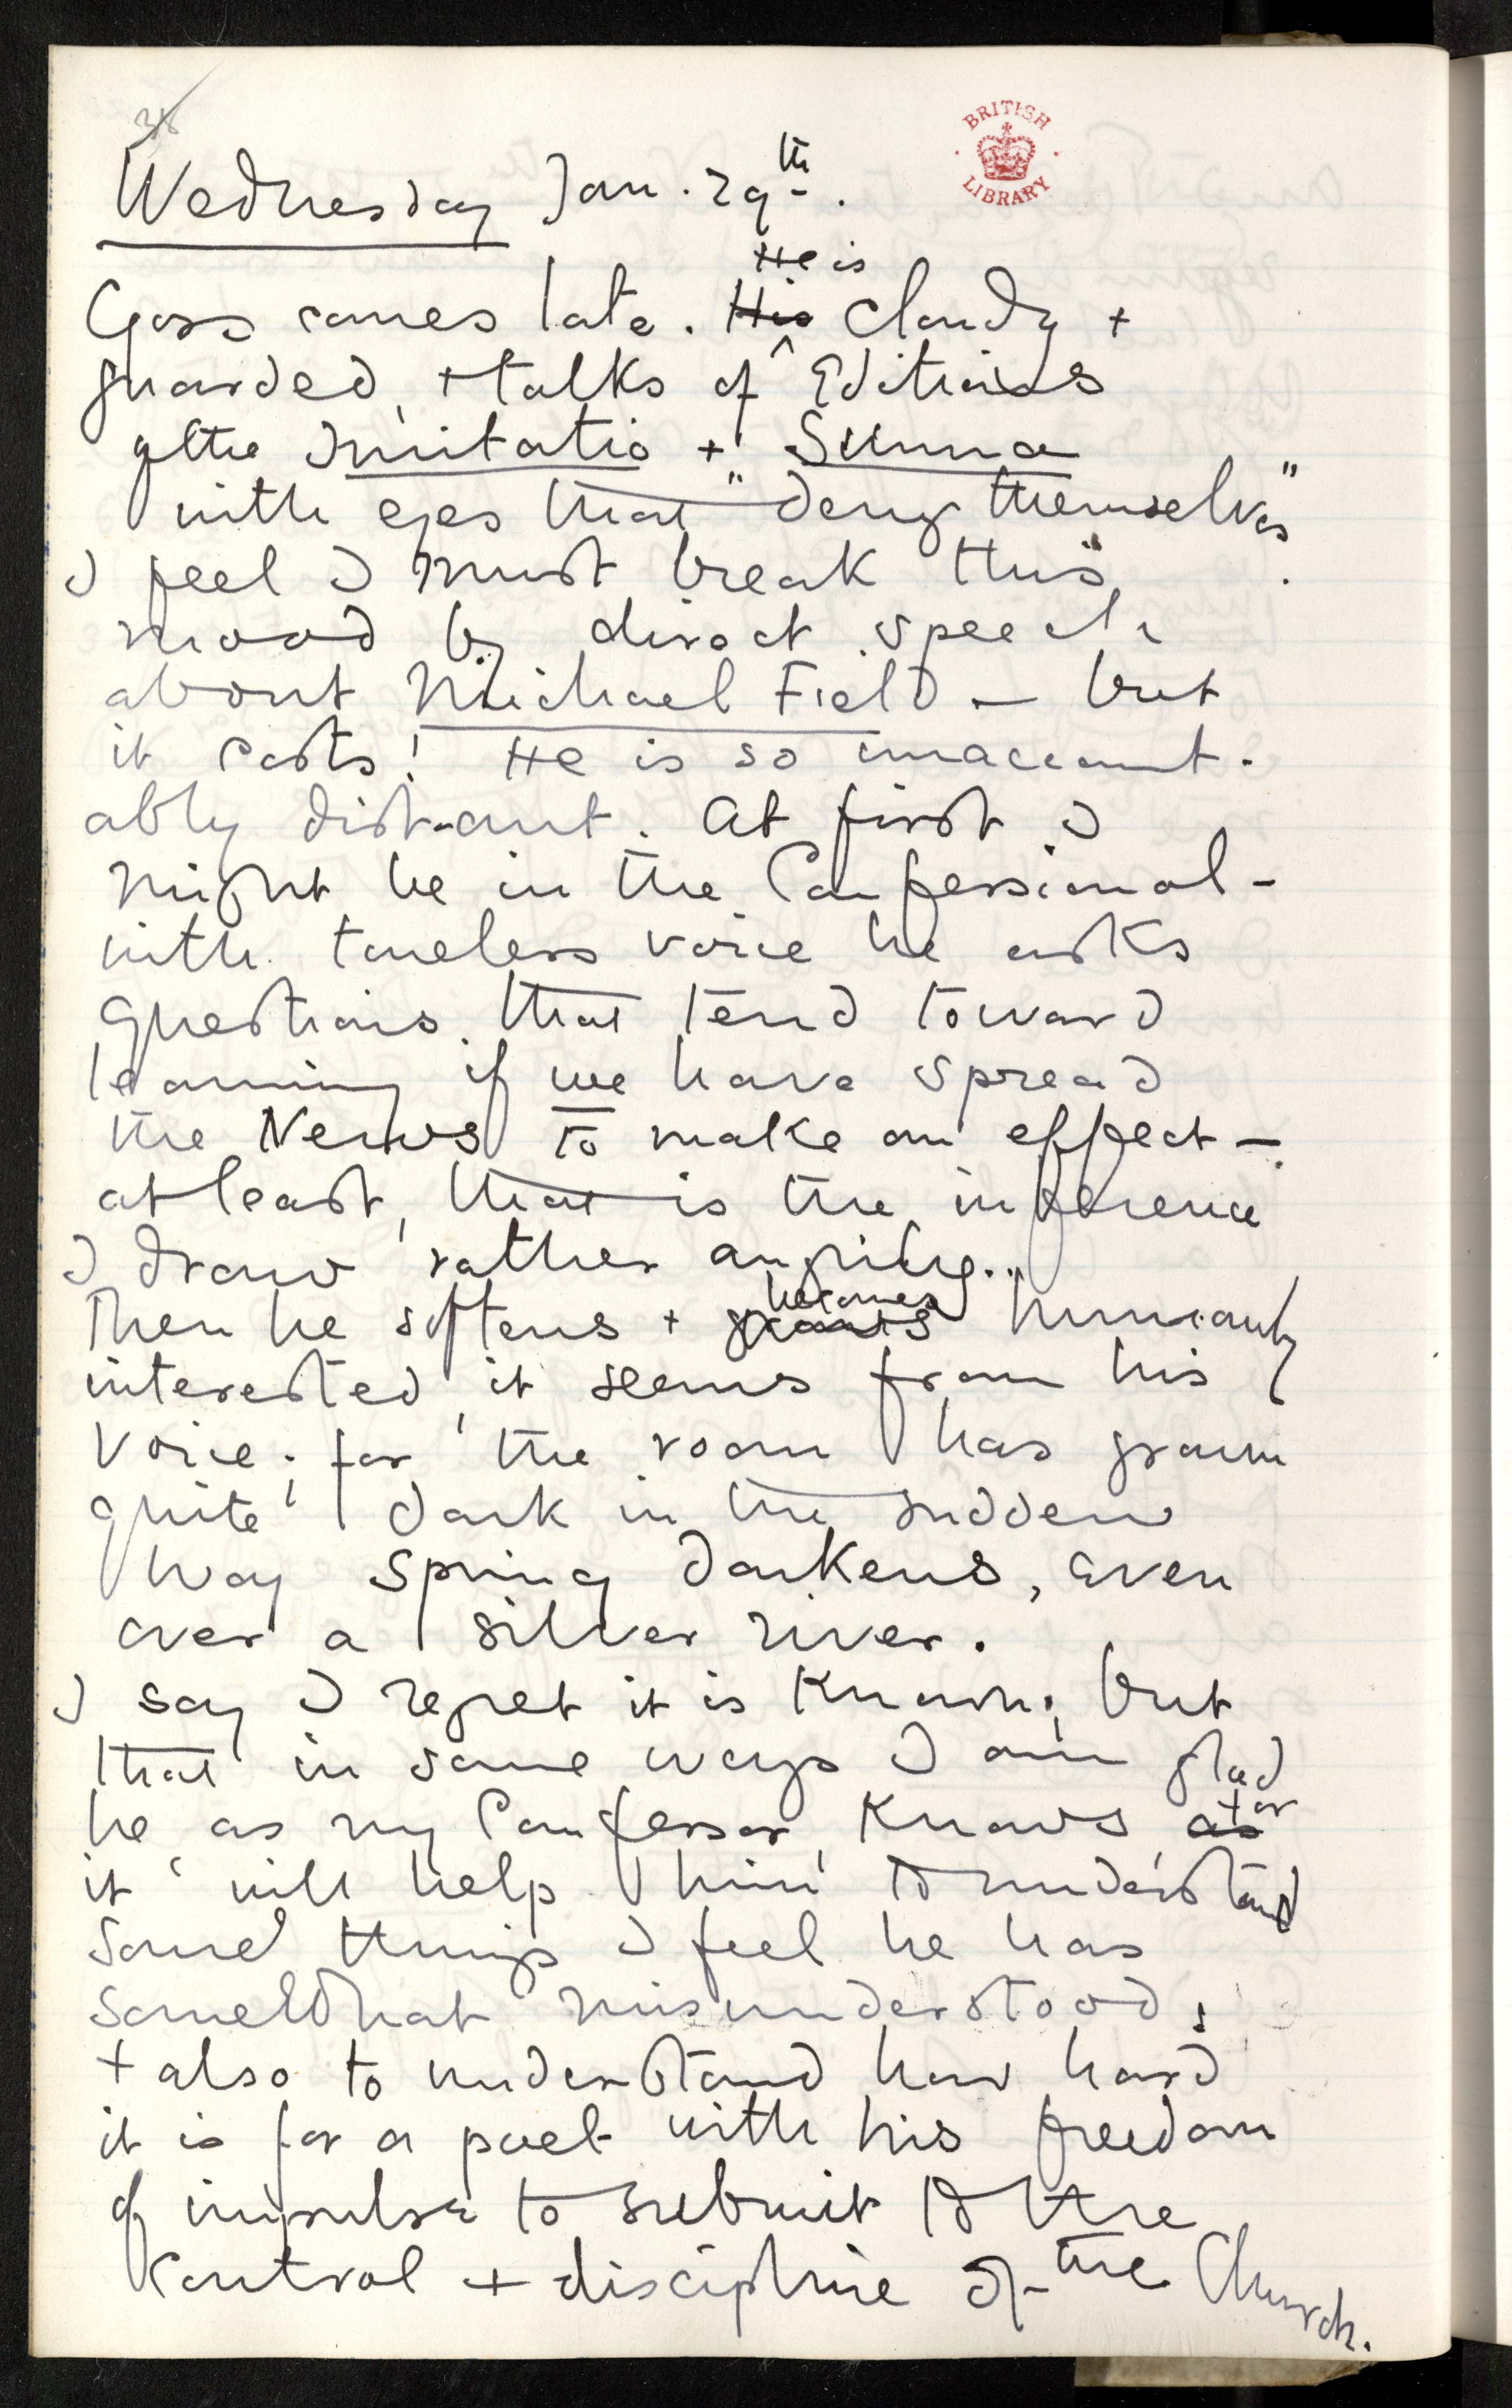 38
BRITISH
LIBRARY
Wednesday Jan. 29th.
He is
Goss comes late. His cloudy +
guarded, + talks of Editions
of the Imitatio + Summa
with eyes that "deny themselves"
I feel I must break this
mood by direct speech
about Michael Field — but
it costs! He is so unaccount-
ably distant. At first I
might be in the Confessional -
with toneless voice he asks
questions that tend toward
learning if we have spread
the News to make an effect —
at least, that is the inference
I draw rather angrily..
becomes
Then he softens + humanly
interested, it seems from his
voice; for the room has grown
quite dark in the sudden
way Spring darkens, even
over a silver river.
I say I regret it is known; but
that in some ways I am glad
for
he, as my Confessor, knows, as
it will help him to understand
some things I feel he has
somewhat misunderstood;
+ also to understand how hard
it is for a poet with his freedom
of impulse to submit to the
control + discipline of the Church.